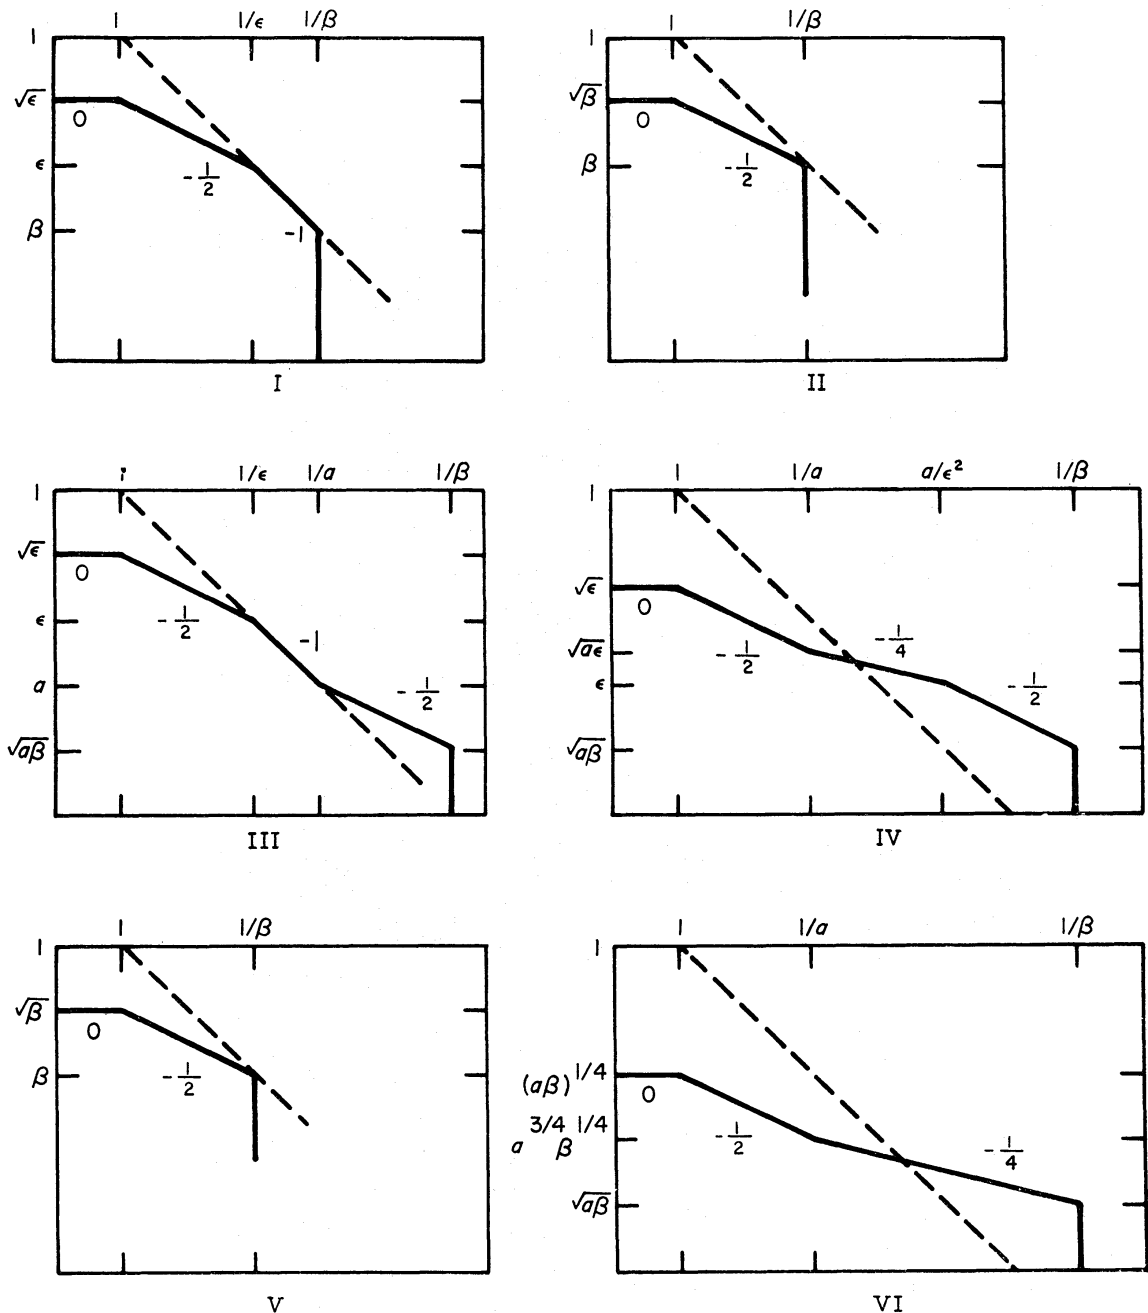 1 1/ε 1/β
1
√ε
0
ε
-1/2
β
-1
I
1 1/β
1
√β
0
β
-1/2
II
1 1/ε 1/a 1/β
1
√ε
0
ε
-1/2
-1
a
-1/2
√aβ
III
1 1/a a/ε²
1/β
1
√ε
0
√aε
-1/2
-1/4
ε
-1/2
√aβ
IV
1 1/β
1
√β
0
β
-1/2
V
1 1/a 1/β
1
(aβ)^1/4
0
a^3/4 β^1/4
-1/2
-1/4
√aβ
VI